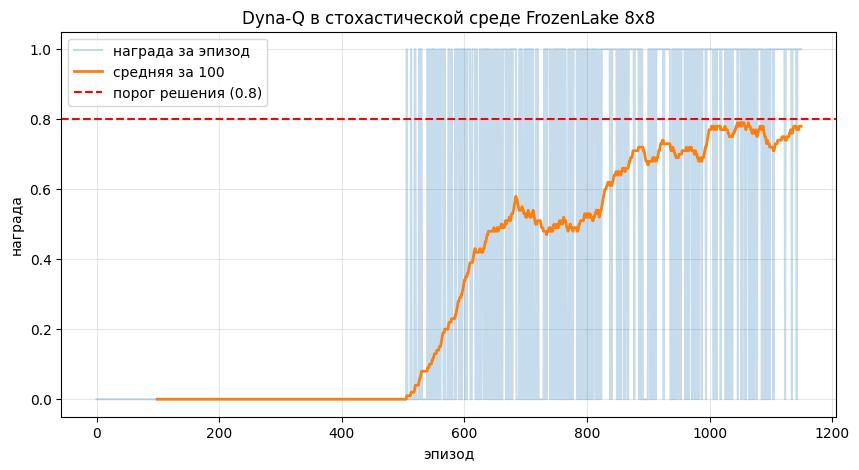 Dyna-Q в стохастической среде FrozenLake 8x8
награда за эпизод
средняя за 100
порог решения (0.8)
награда
1.0
0.8
0.6
0.4
0.2
0.0
0 200 400 600 800 1000 1200
эпизод